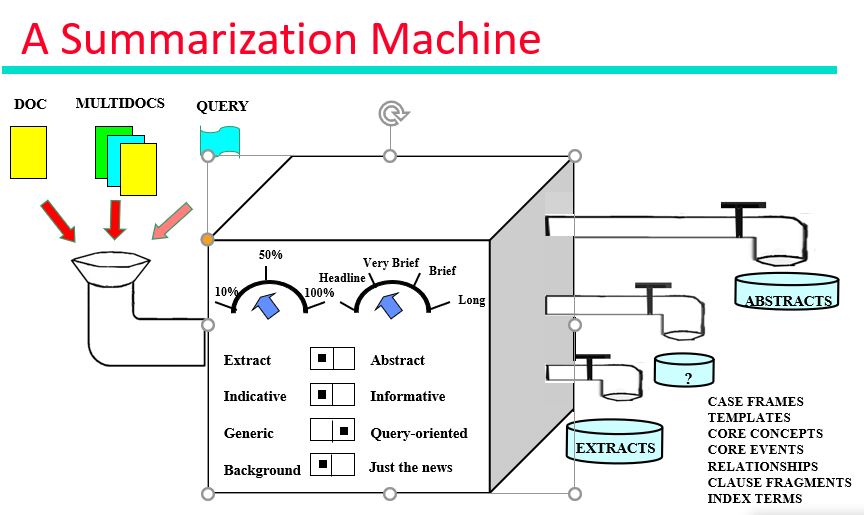 A Summarization Machine
DOC
MULTIDOCS
QUERY
50%
10%
100%
Headline
Very Brief
Brief
Long
Extract
Abstract
Indicative
Informative
Generic
Query-oriented
Background
Just the news
ABSTRACTS
?
EXTRACTS
CASE FRAMES
TEMPLATES
CORE CONCEPTS
CORE EVENTS
RELATIONSHIPS
CLAUSE FRAGMENTS
INDEX TERMS